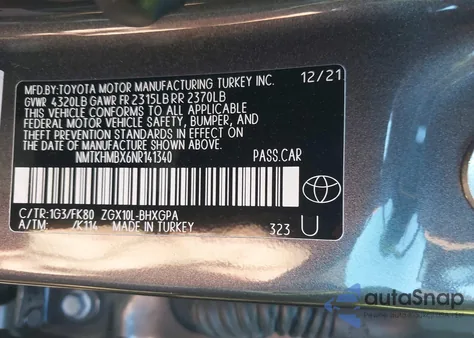 MFD.BY:TOYOTA MOTOR MANUFACTURING TURKEY INC. 12/21
GVWR 4320LB GAWR FR 2315LB RR 2370LB
THIS VEHICLE CONFORMS TO ALL APPLICABLE
FEDERAL MOTOR VEHICLE SAFETY, BUMPER, AND
THEFT PREVENTION STANDARDS IN EFFECT ON
THE DATE OF MANUFACTURE SHOWN ABOVE.
NMTKHMBX6NR141340 PASS.CAR
C/TR:1G3/FK80 ZGX10L-BHXGPA
A/TM: /K114 MADE IN TURKEY 323 U
autoSnap